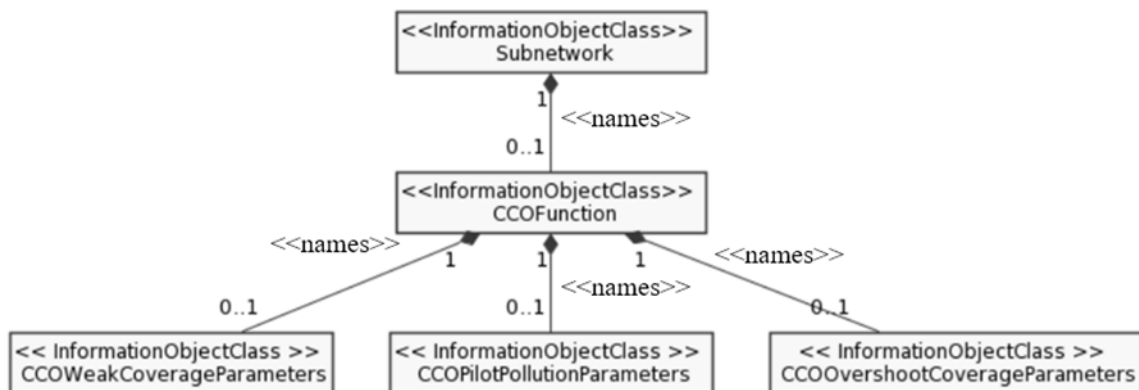 <<InformationObjectClass>>
Subnetwork
1
<<names>>
0..1
<<InformationObjectClass>>
CCOFunction
<<names>>
1
1
1
<<names>>
<<names>>
0..1
0..1
0..1
<< InformationObjectClass >>
CCOWeakCoverageParameters
<< InformationObjectClass >>
CCOPilotPollutionParameters
<< InformationObjectClass >>
CCOOvershootCoverageParameters